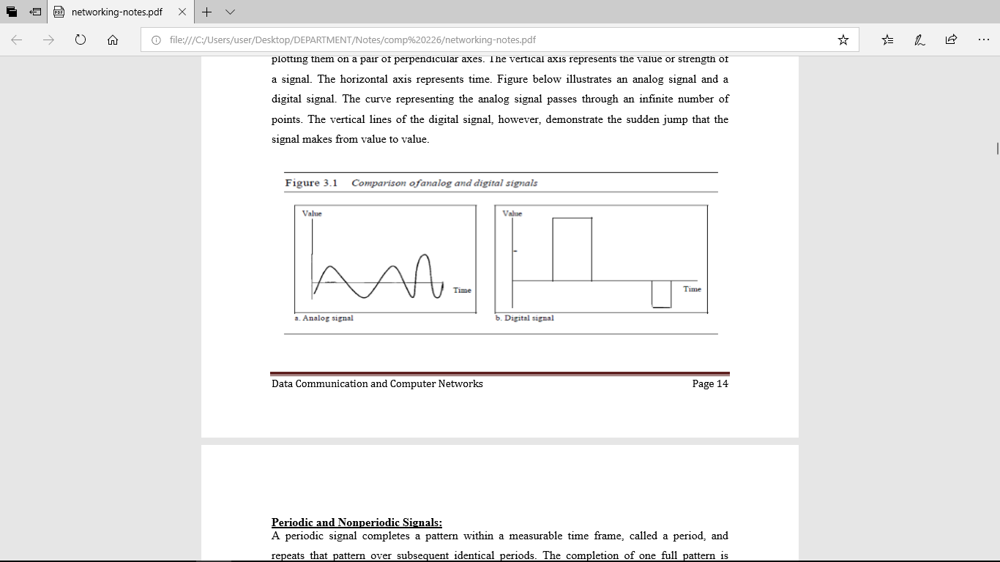 networking-notes.pdf
file:///C:/Users/user/Desktop/DEPARTMENT/Notes/comp%20226/networking-notes.pdf
plotting them on a pair of perpendicular axes. The vertical axis represents the value or strength of
a signal. The horizontal axis represents time. Figure below illustrates an analog signal and a
digital signal. The curve representing the analog signal passes through an infinite number of
points. The vertical lines of the digital signal, however, demonstrate the sudden jump that the
signal makes from value to value.
Figure 3.1 Comparison ofanalog and digital signals
Value
Time
a. Analog signal
Value
Time
b. Digital signal
Data Communication and Computer Networks Page 14
Periodic and Nonperiodic Signals:
A periodic signal completes a pattern within a measurable time frame, called a period, and
repeats that pattern over subsequent identical periods. The completion of one full pattern is